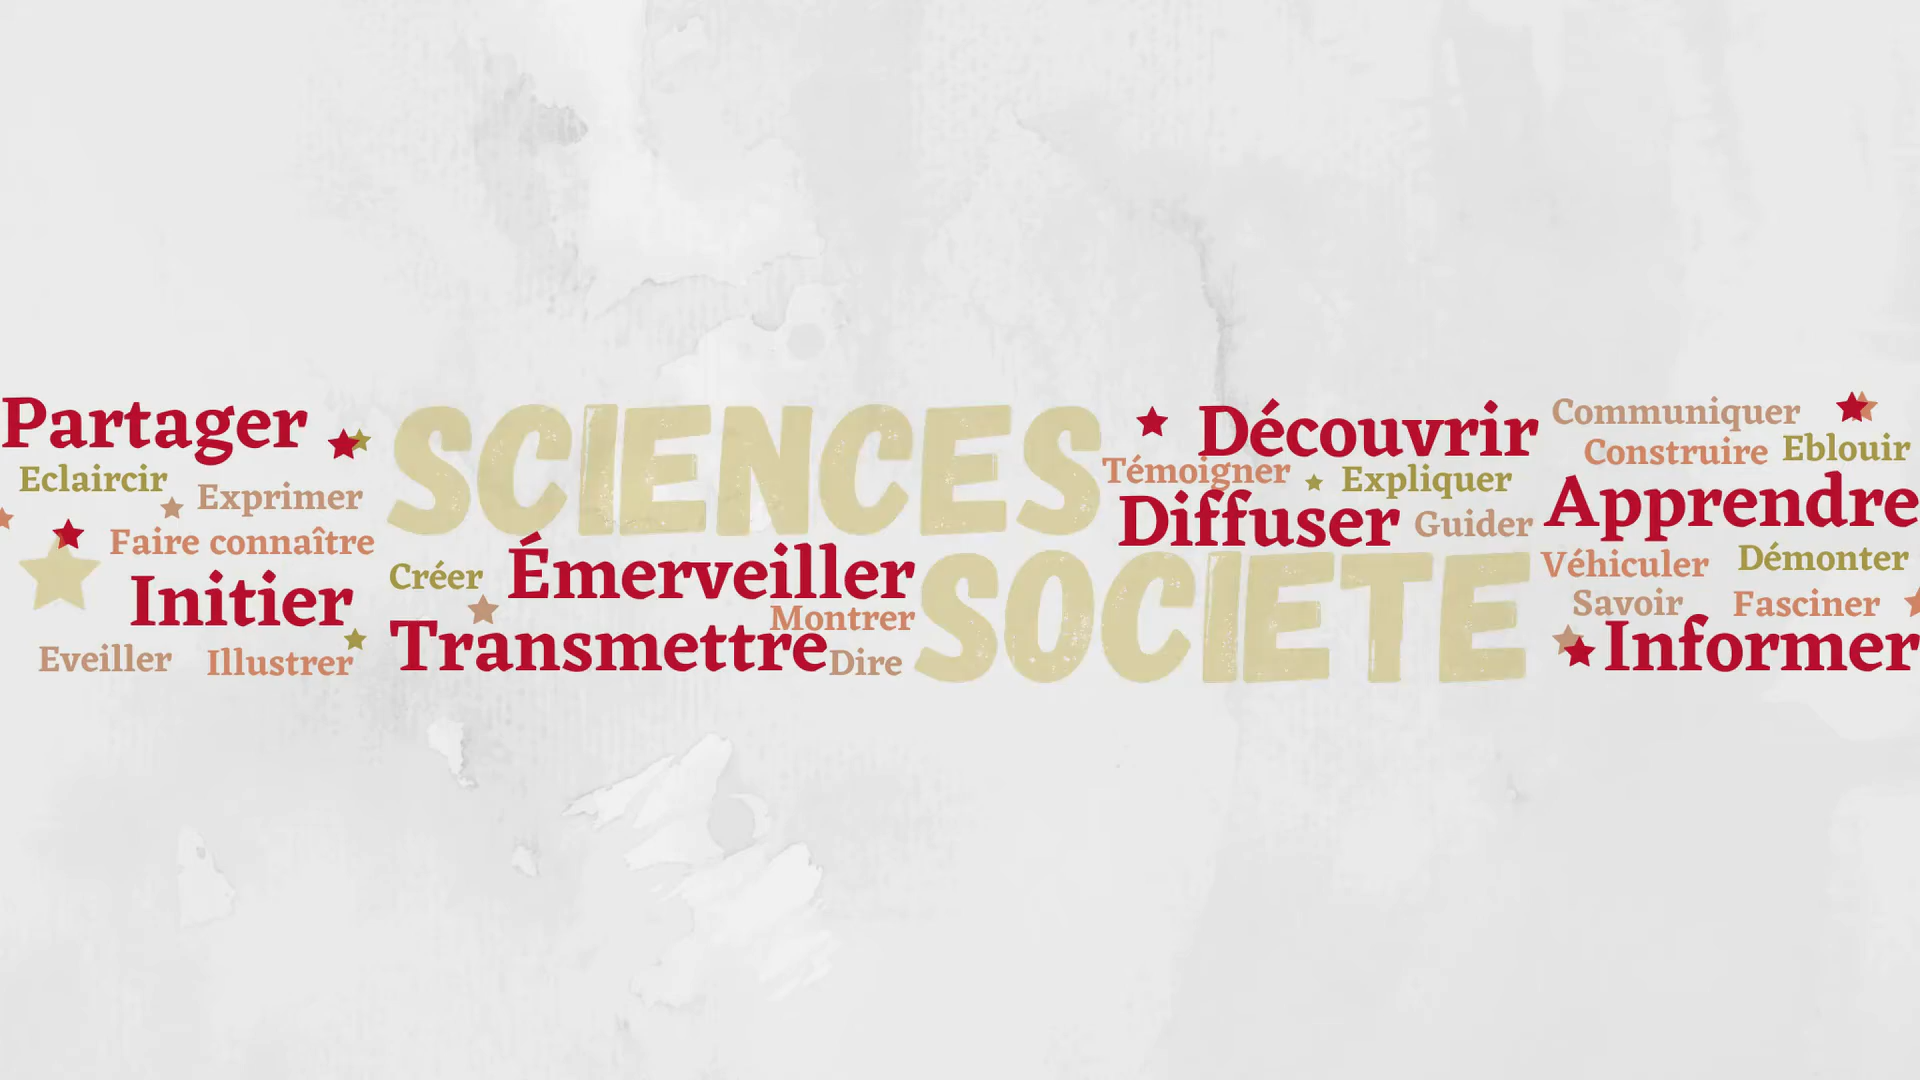 Partager
Eclaircir
Exprimer
Faire connaître
Initier
Eveiller
Illustrer
SCIENCES
Créer
Émerveiller
Montrer
Transmettre
Dire
SOCIETE
Découvrir
Témoigner
Expliquer
Diffuser
Guider
Communiquer
Construire
Eblouir
Apprendre
Véhiculer
Démonter
Savoir
Fasciner
Informer